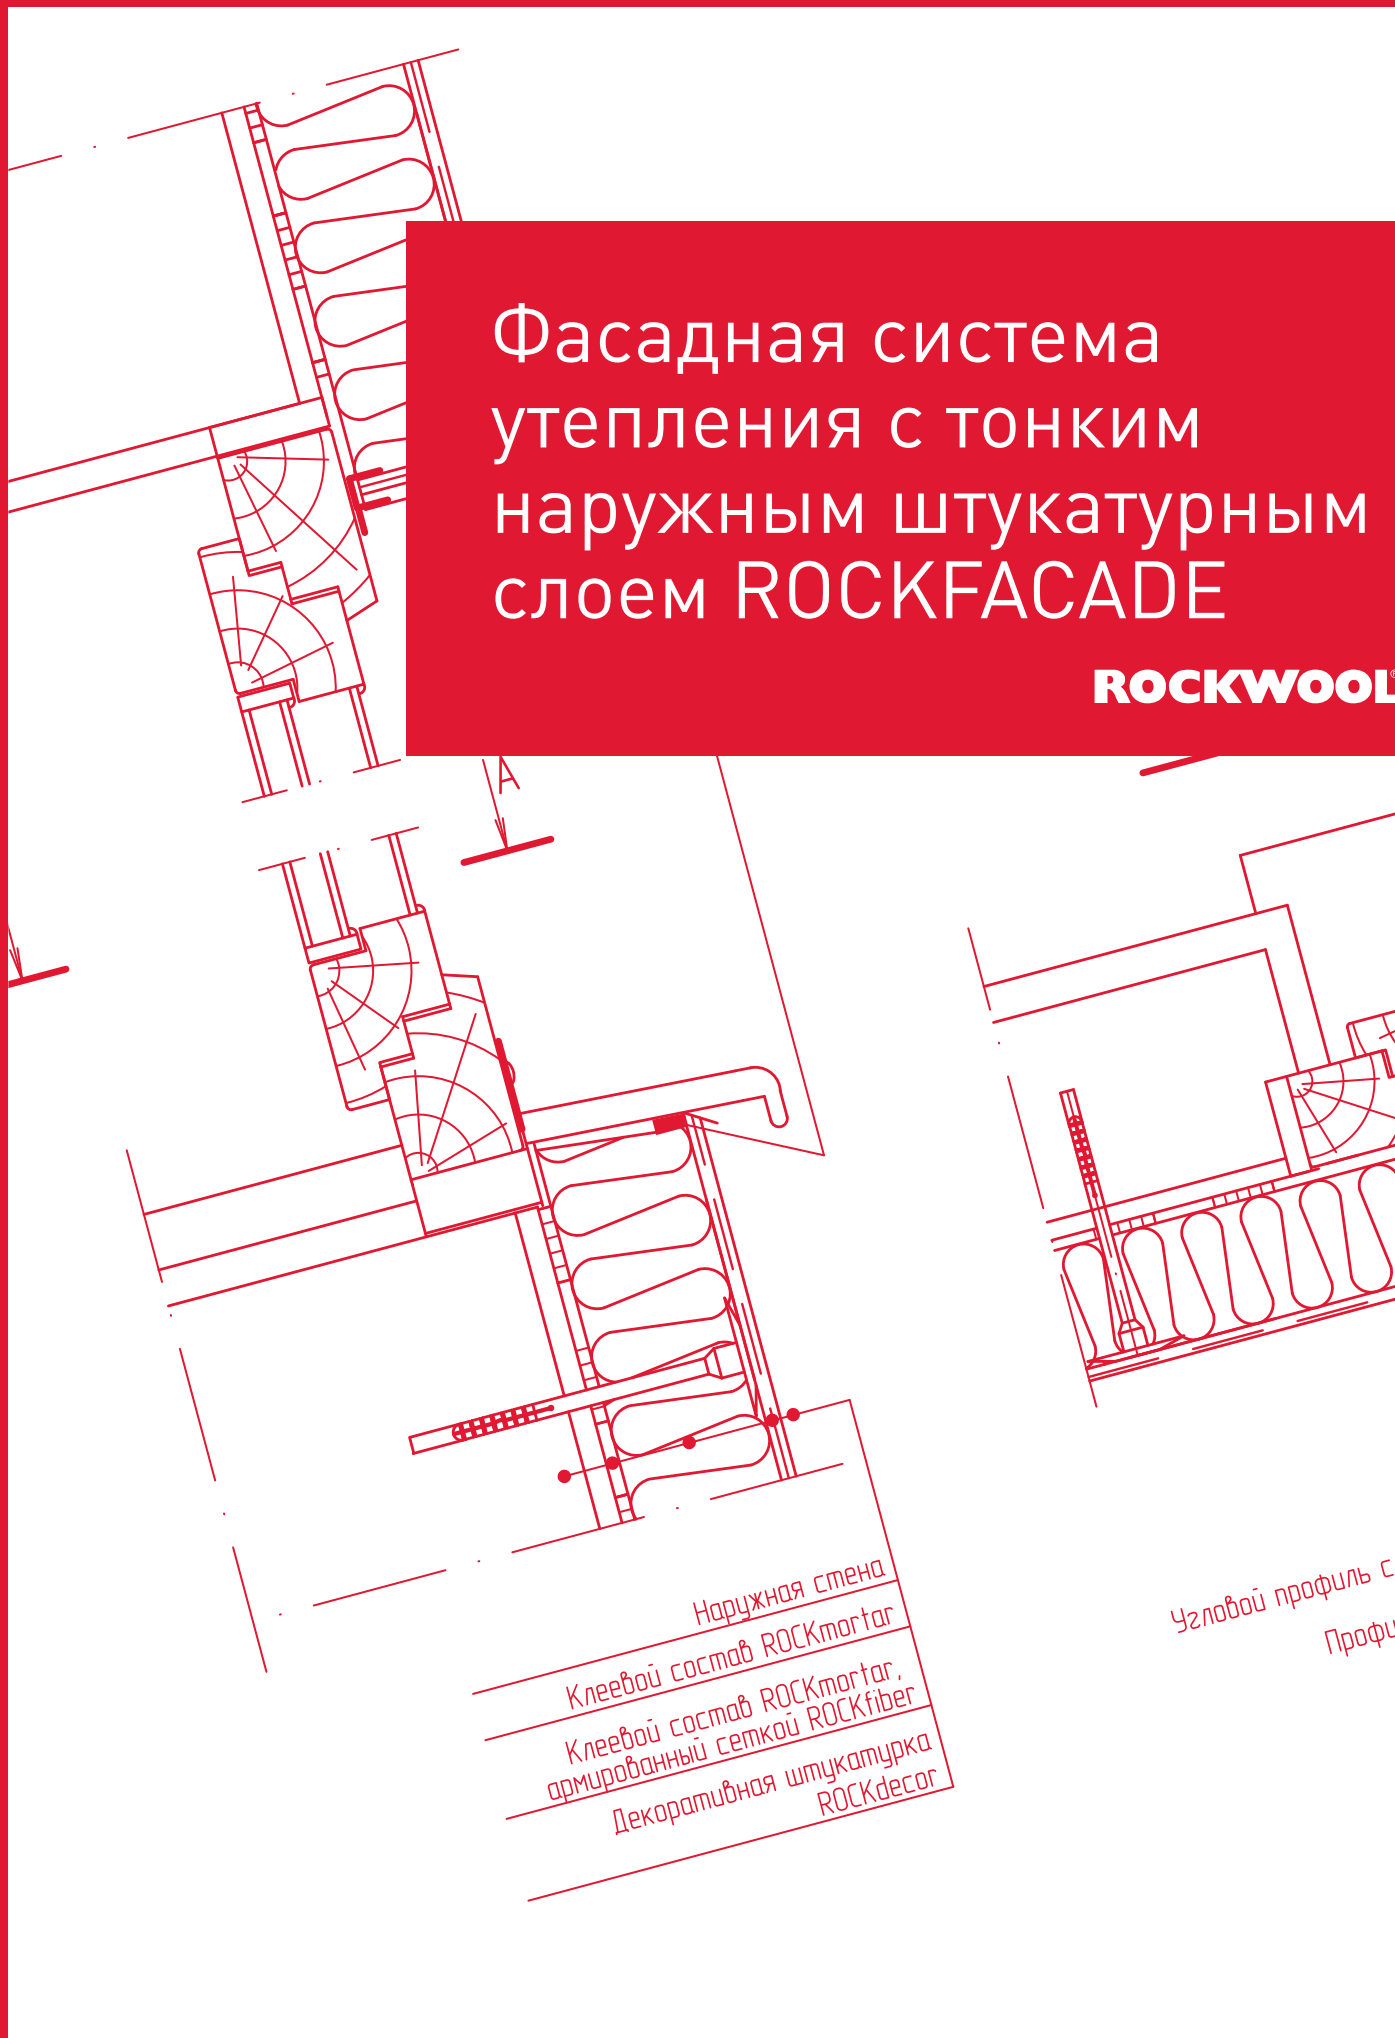 Фасадная система
утепления с тонким
наружным штукатурным
слоем ROCKFACADE
ROCKWOOL®
А
Наружная стена
Клеевой состав ROCKmortar
Клеевой состав ROCKmortar,
армированный сеткой ROCKfiber
Декоративная штукатурка
ROCKdecor
Угловой профиль с